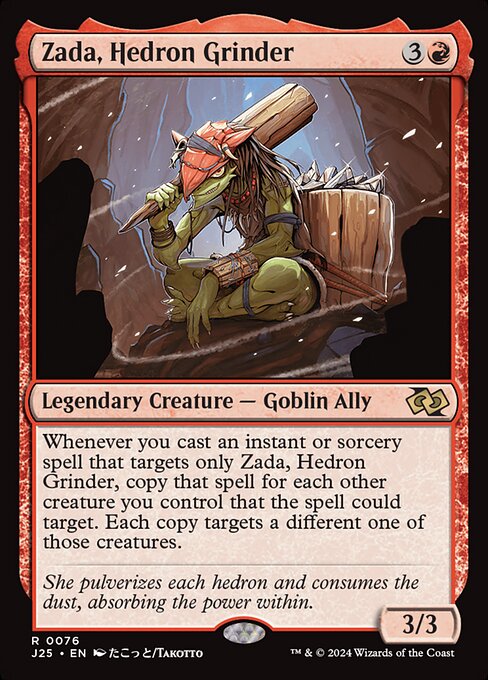 Zada, Hedron Grinder 3
Legendary Creature — Goblin Ally
Whenever you cast an instant or sorcery
spell that targets only Zada, Hedron
Grinder, copy that spell for each other
creature you control that the spell could
target. Each copy targets a different one of
those creatures.
She pulverizes each hedron and consumes the
dust, absorbing the power within.
3/3
R 0076
J25 • EN たこっと/TAKOTTO
™ & © 2024 Wizards of the Coast